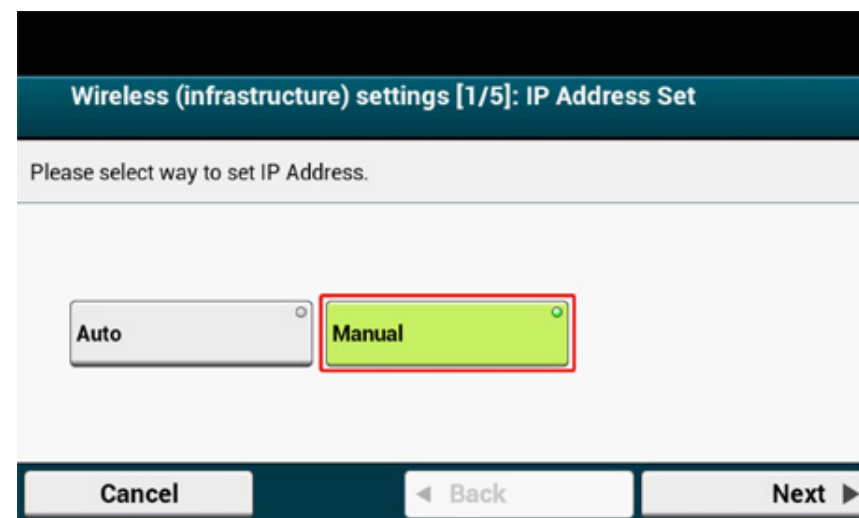 Wireless (infrastructure) settings [1/5]: IP Address Set
Please select way to set IP Address.
Auto
Manual
Cancel
Back
Next